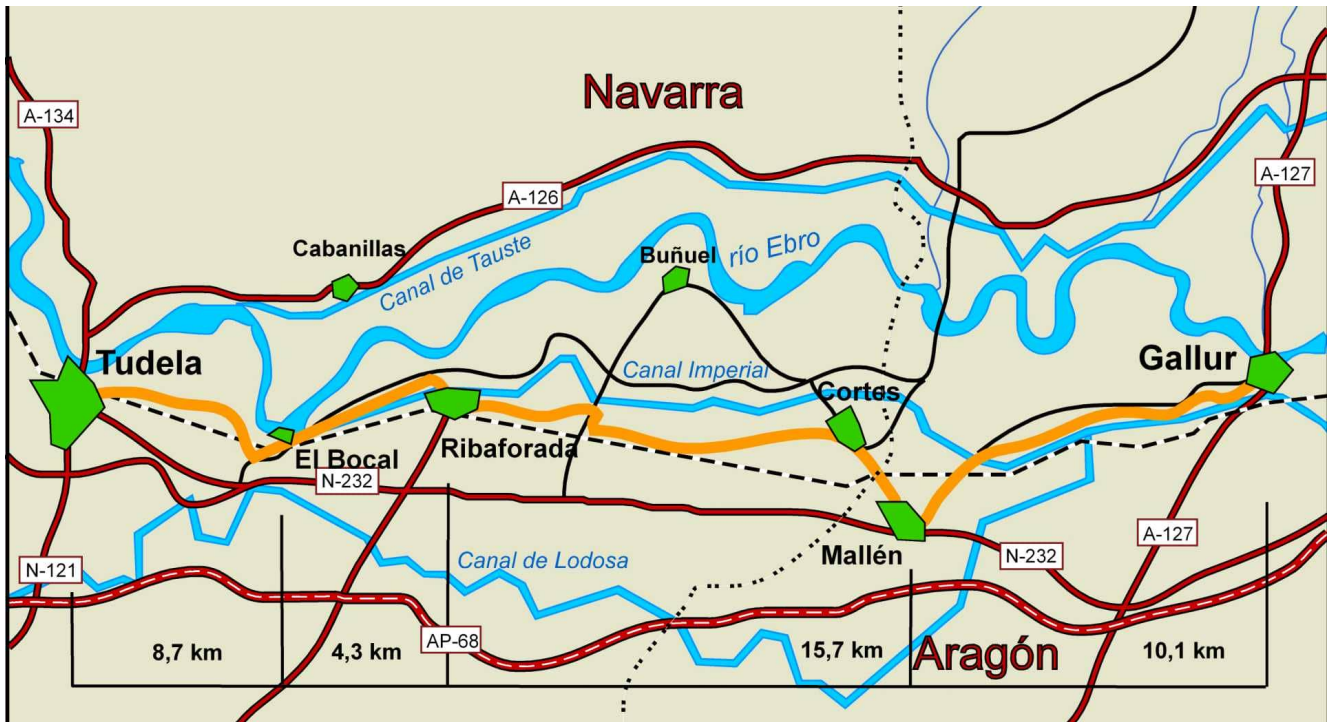 Navarra
A-134
A-127
A-126
Cabanillas
Canal de Tauste
Buñuel
río Ebro
Tudela
Gallur
Canal Imperial
Cortes
Ribaforada
El Bocal
N-232
Mallén
N-232
A-127
N-121
Canal de Lodosa
AP-68
8,7 km
4,3 km
15,7 km
Aragón
10,1 km